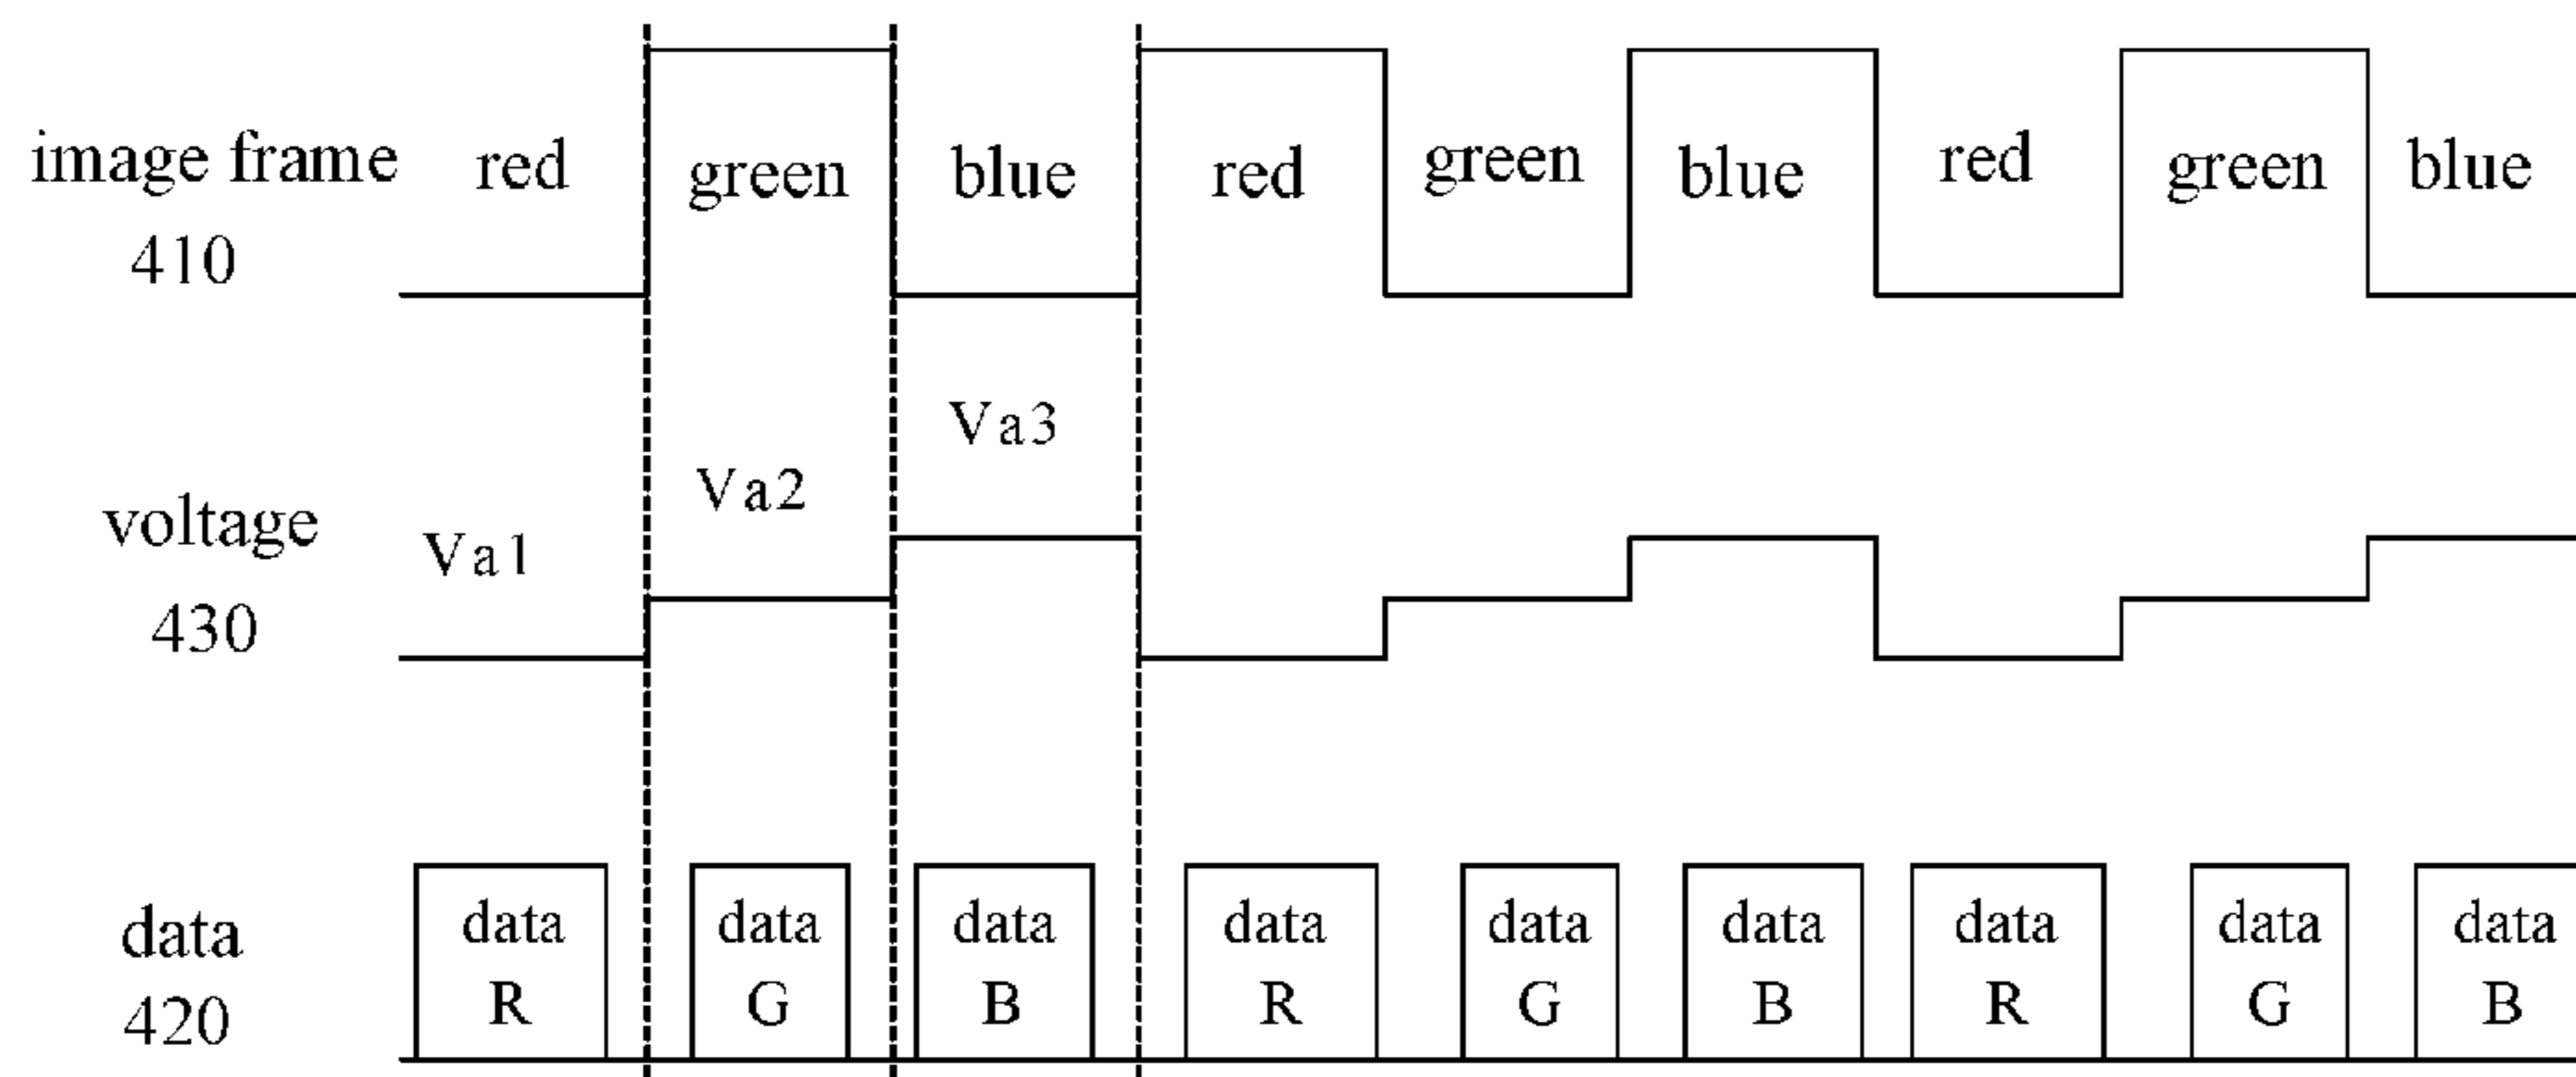 image frame
410
red
green
blue
red
green
blue
red
green
blue
voltage
430
Va1
Va2
Va3
data
420
data
R
data
G
data
B
data
R
data
G
data
B
data
R
data
G
data
B